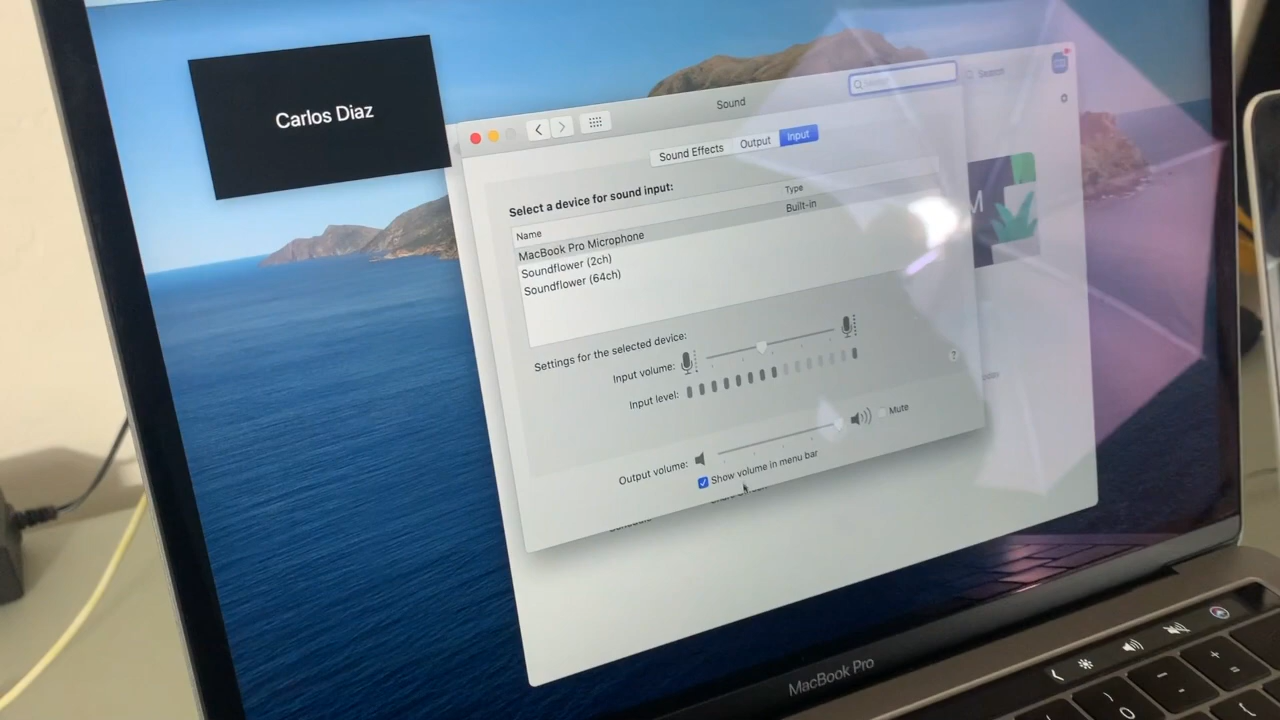 Carlos Diaz
Sound
Search
Sound Effects Output Input
Select a device for sound input:
Name Type
MacBook Pro Microphone Built-in
Soundflower (2ch)
Soundflower (64ch)
Settings for the selected device:
Input volume:
Input level:
?
Output volume: Mute
Show volume in menu bar
MacBook Pro